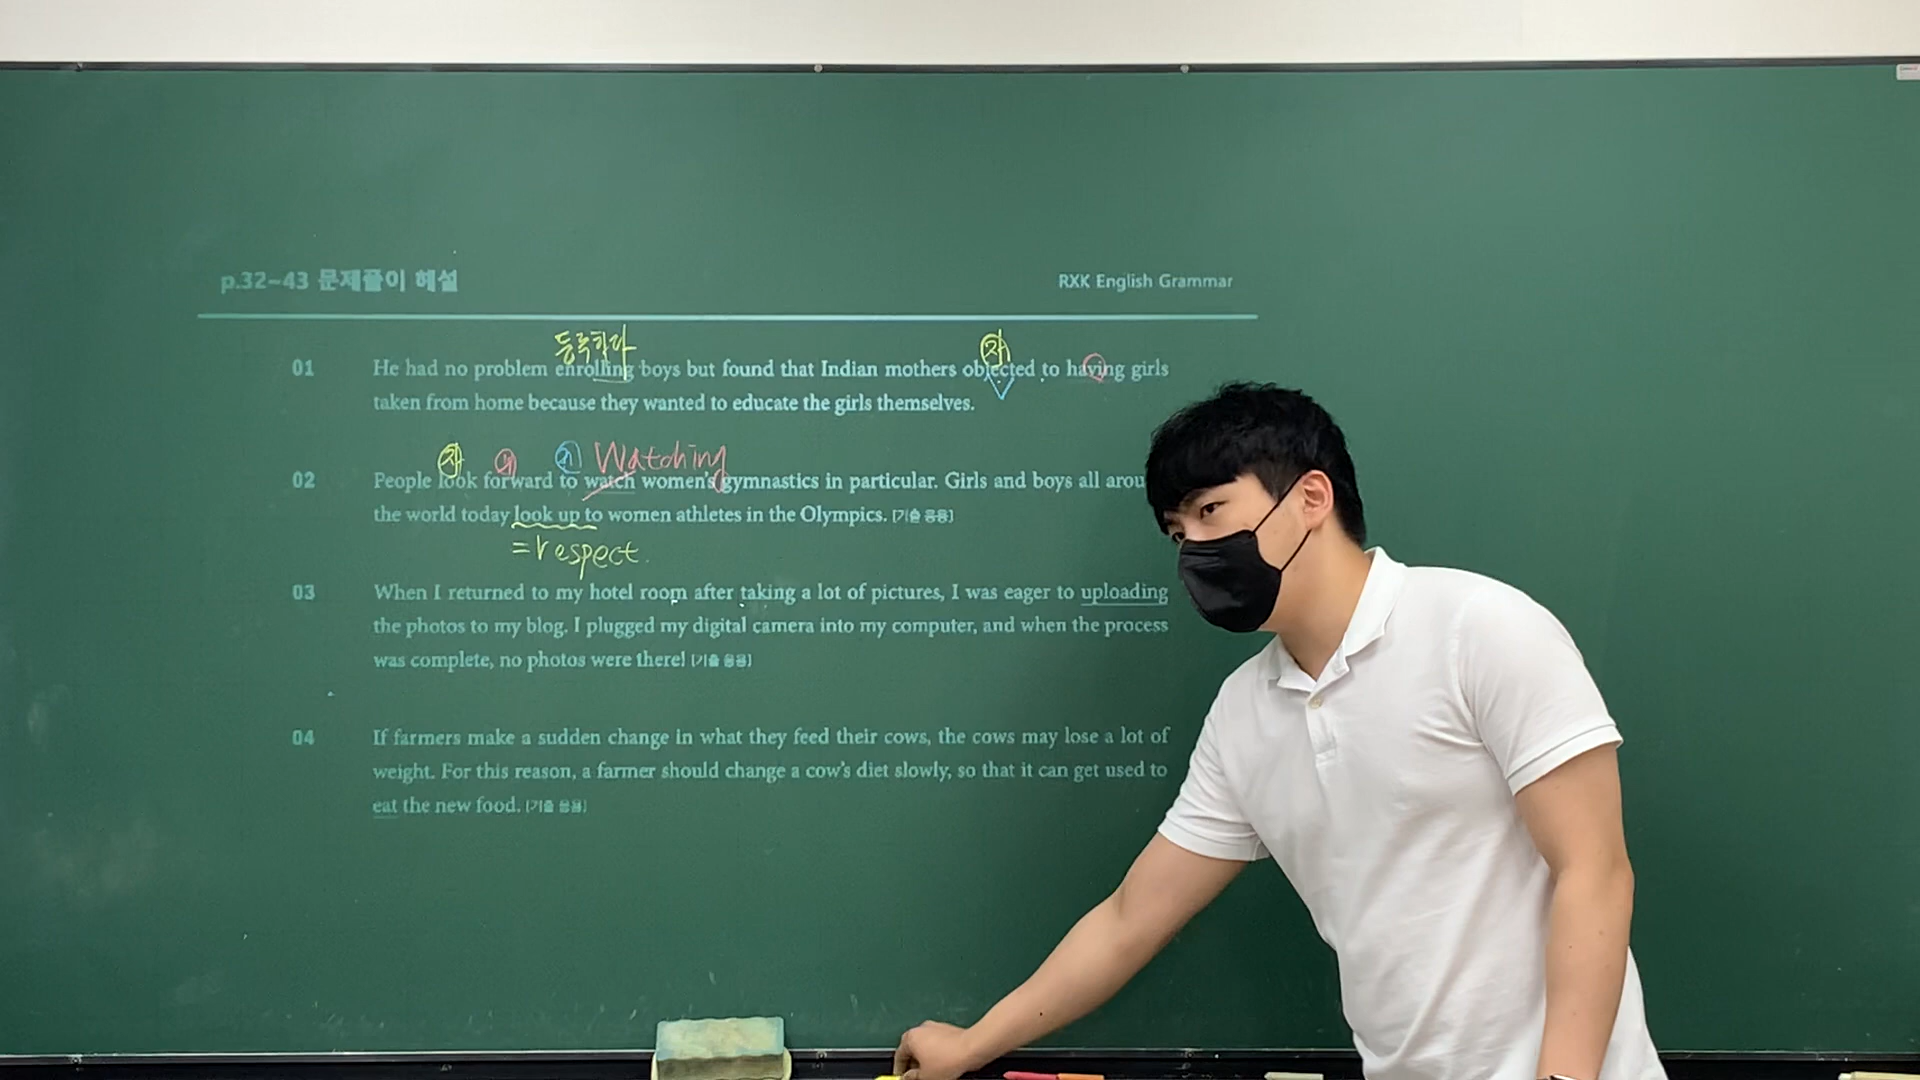 p.32~43 문제풀이 해설
RXK English Grammar
등록한다
자
01 He had no problem enrolling boys but found that Indian mothers objected to having girls
taken from home because they wanted to educate the girls themselves.
자 Watching
02 People look forward to watch women's gymnastics in particular. Girls and boys all arou
the world today look up to women athletes in the Olympics. [기출 응용]
=respect.
03 When I returned to my hotel room after taking a lot of pictures, I was eager to uploading
the photos to my blog. I plugged my digital camera into my computer, and when the process
was complete, no photos were there! [기출 응용]
04 If farmers make a sudden change in what they feed their cows, the cows may lose a lot of
weight. For this reason, a farmer should change a cow's diet slowly, so that it can get used to
eat the new food. [기출 응용]